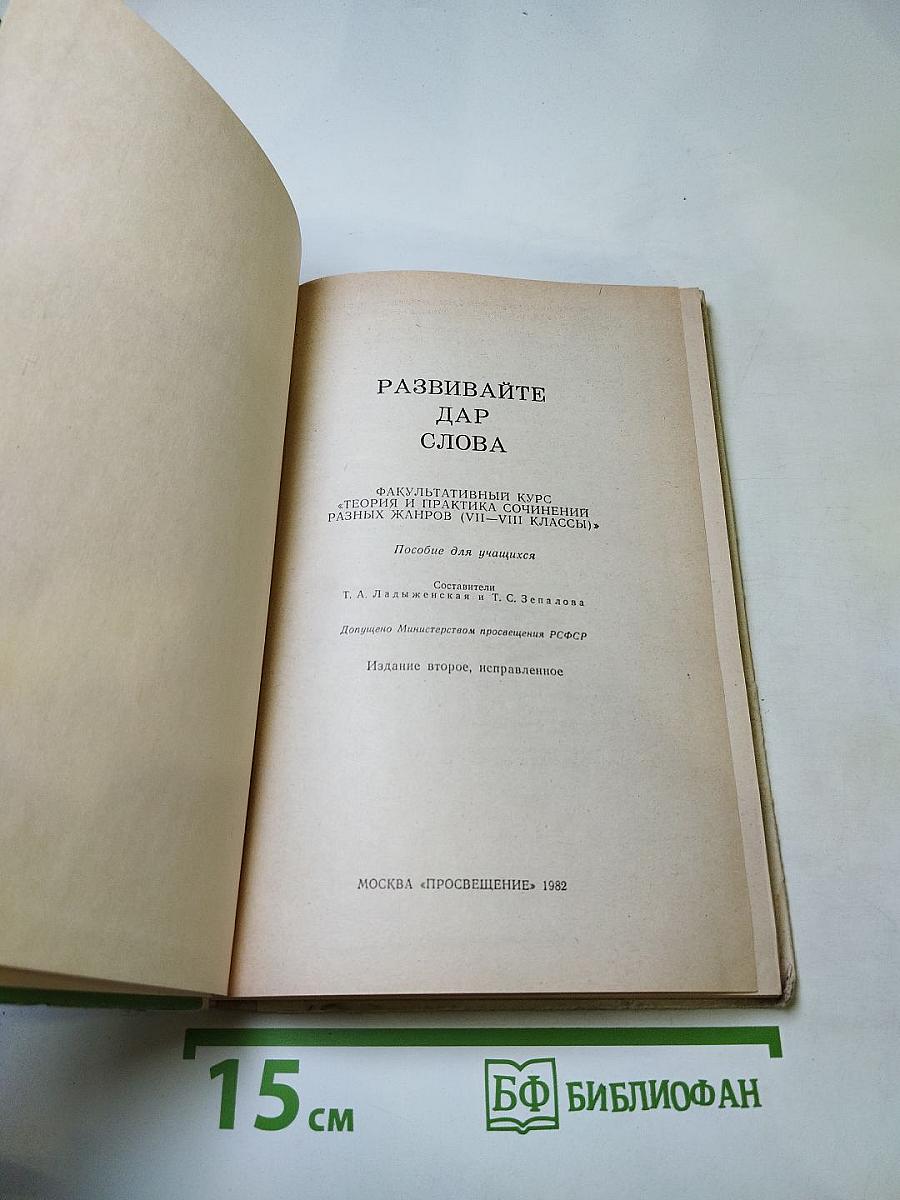 РАЗВИВАЙТЕ
ДАР
СЛОВА
ФАКУЛЬТАТИВНЫЙ КУРС
«ТЕОРИЯ И ПРАКТИКА СОЧИНЕНИЙ
РАЗНЫХ ЖАНРОВ (VII—VIII КЛАССЫ)»
Пособие для учащихся
Составители
Т. А. Ладыженская и Т. С. Зепалова
Допущено Министерством просвещения РСФСР
Издание второе, исправленное
МОСКВА «ПРОСВЕЩЕНИЕ» 1982
15 см
БФ БИБЛИОФАН